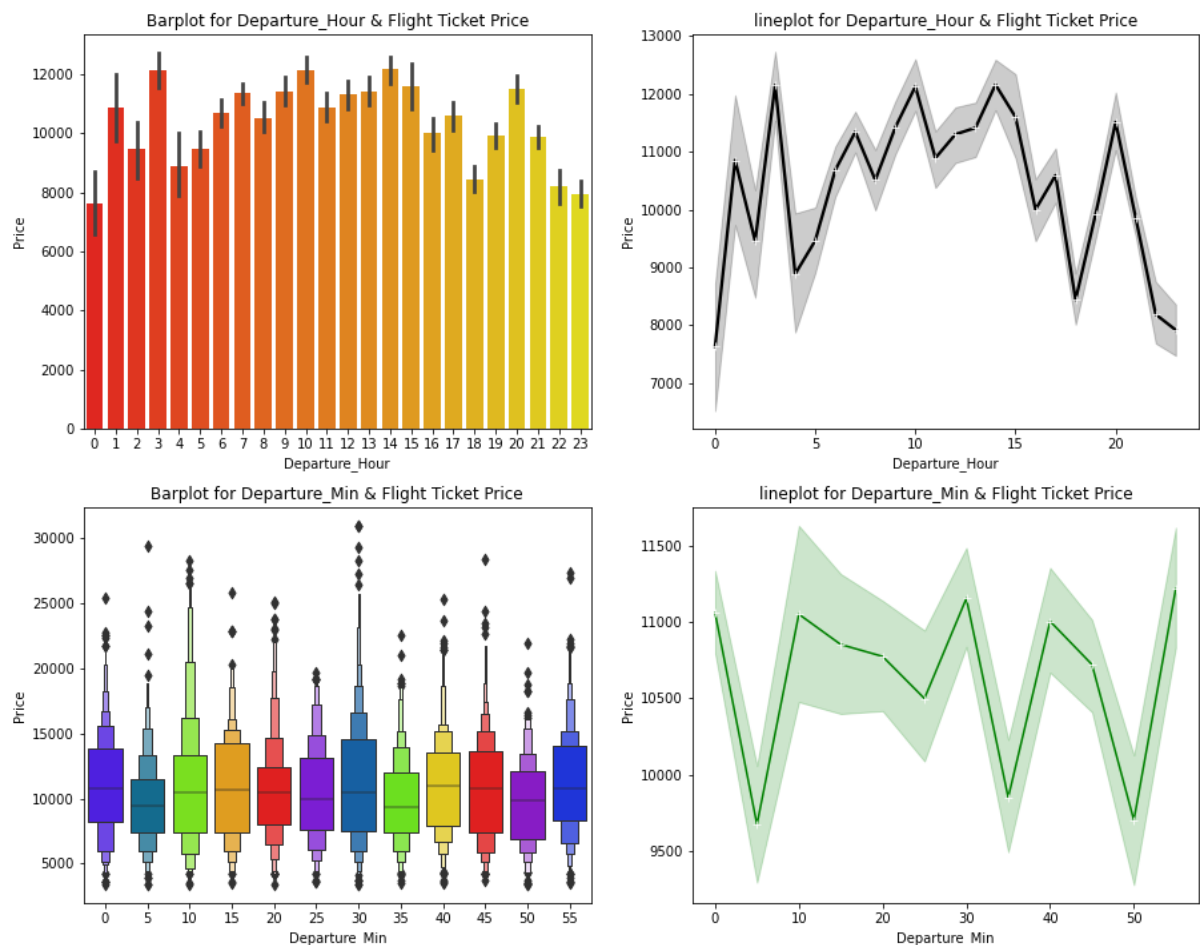 Barplot for Departure_Hour & Flight Ticket Price
12000
10000
8000
6000
4000
2000
0
Price
0 1 2 3 4 5 6 7 8 9 10 11 12 13 14 15 16 17 18 19 20 21 22 23
Departure_Hour
lineplot for Departure_Hour & Flight Ticket Price
13000
12000
11000
10000
9000
8000
7000
Price
0 5 10 15 20
Departure_Hour
Barplot for Departure_Min & Flight Ticket Price
30000
25000
20000
15000
10000
5000
Price
0 5 10 15 20 25 30 35 40 45 50 55
Departure_Min
lineplot for Departure_Min & Flight Ticket Price
11500
11000
10500
10000
9500
Price
0 10 20 30 40 50
Departure_Min